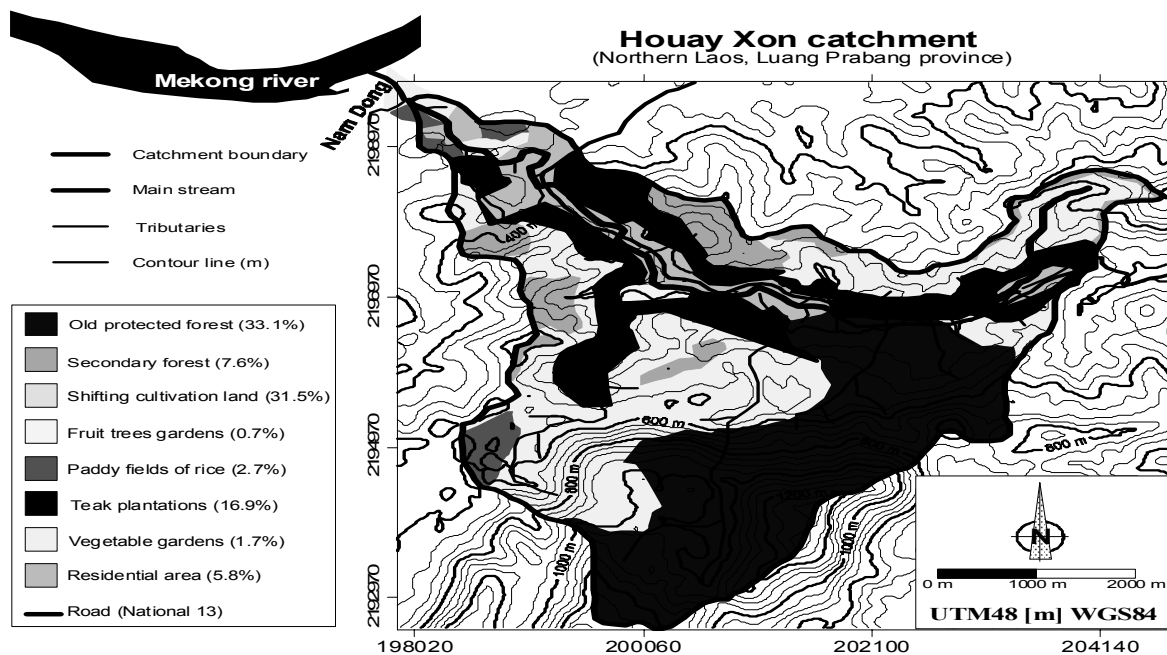 Houay Xon catchment
(Northern Laos, Luang Prabang province)
Mekong river
Nam Dong
Catchment boundary
Main stream
Tributaries
Contour line (m)
Old protected forest (33.1%)
Secondary forest (7.6%)
Shifting cultivation land (31.5%)
Fruit trees gardens (0.7%)
Paddy fields of rice (2.7%)
Teak plantations (16.9%)
Vegetable gardens (1.7%)
Residential area (5.8%)
Road (National 13)
2198970
2196970
2194970
2192970
400 m
600 m
800 m
1000 m
1000 m
800 m
N
0 m 1000 m 2000 m
UTM48 [m] WGS84
198020 200060 202100 204140